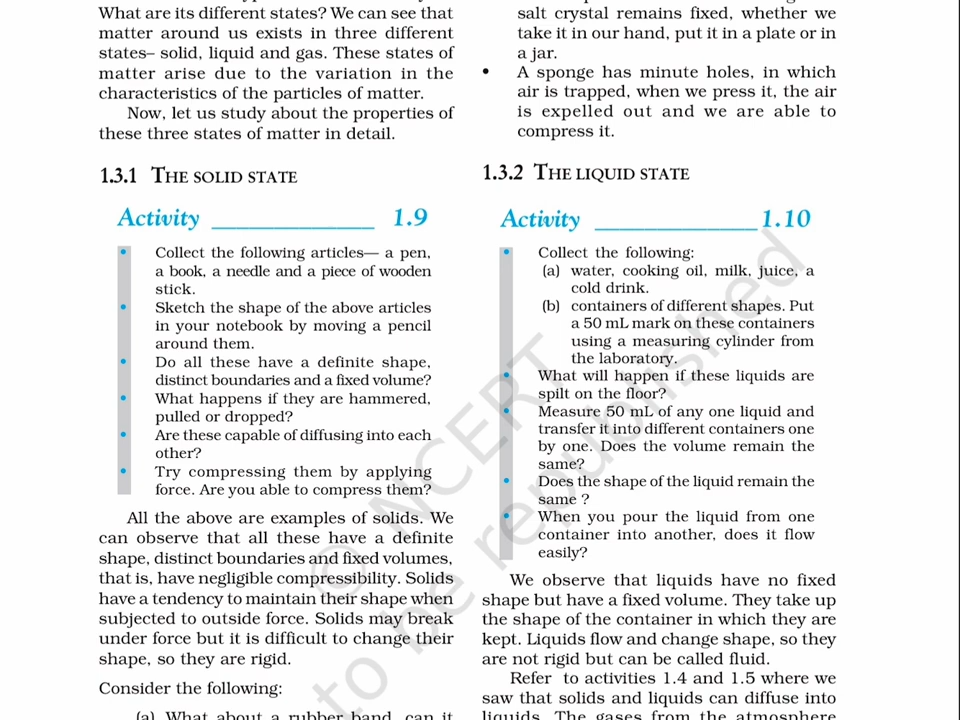 What are its different states? We can see that
matter around us exists in three different
states– solid, liquid and gas. These states of
matter arise due to the variation in the
characteristics of the particles of matter.
Now, let us study about the properties of
these three states of matter in detail.
1.3.1 THE SOLID STATE
Activity ______________ 1.9
• Collect the following articles— a pen,
a book, a needle and a piece of wooden
stick.
• Sketch the shape of the above articles
in your notebook by moving a pencil
around them.
• Do all these have a definite shape,
distinct boundaries and a fixed volume?
• What happens if they are hammered,
pulled or dropped?
• Are these capable of diffusing into each
other?
• Try compressing them by applying
force. Are you able to compress them?
All the above are examples of solids. We
can observe that all these have a definite
shape, distinct boundaries and fixed volumes,
that is, have negligible compressibility. Solids
have a tendency to maintain their shape when
subjected to outside force. Solids may break
under force but it is difficult to change their
shape, so they are rigid.
Consider the following:
(a) What about a rubber band, can it
salt crystal remains fixed, whether we
take it in our hand, put it in a plate or in
a jar.
• A sponge has minute holes, in which
air is trapped, when we press it, the air
is expelled out and we are able to
compress it.
1.3.2 THE LIQUID STATE
Activity ______________ 1.10
• Collect the following:
(a) water, cooking oil, milk, juice, a
cold drink.
(b) containers of different shapes. Put
a 50 mL mark on these containers
using a measuring cylinder from
the laboratory.
• What will happen if these liquids are
spilt on the floor?
• Measure 50 mL of any one liquid and
transfer it into different containers one
by one. Does the volume remain the
same?
• Does the shape of the liquid remain the
same ?
• When you pour the liquid from one
container into another, does it flow
easily?
We observe that liquids have no fixed
shape but have a fixed volume. They take up
the shape of the container in which they are
kept. Liquids flow and change shape, so they
are not rigid but can be called fluid.
Refer to activities 1.4 and 1.5 where we
saw that solids and liquids can diffuse into
liquids. The gases from the atmosphere
© NCERT
to be republished